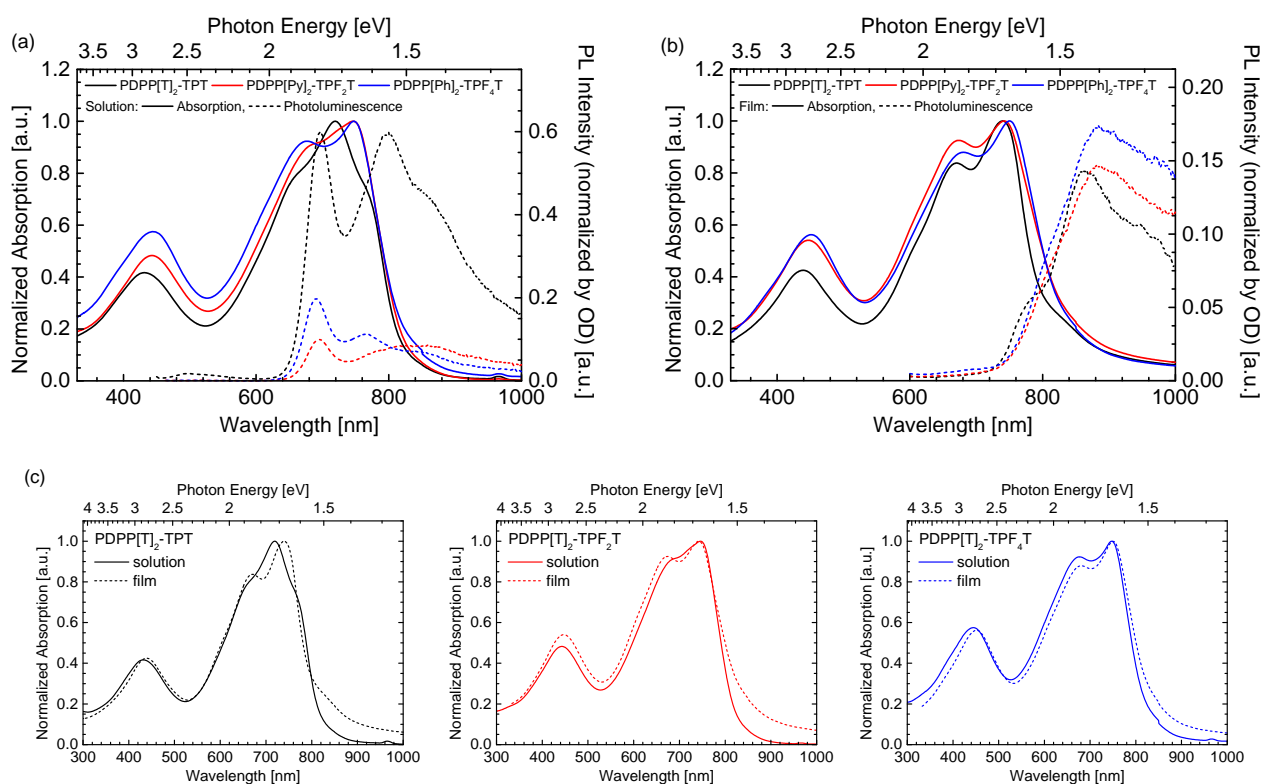 (a)
Photon Energy [eV]
3.5 3 2.5 2 1.5
PDPP[T]₂-TPT PDPP[Py]₂-TPF₂T PDPP[Ph]₂-TPF₄T
Solution: Absorption, Photoluminescence
Normalized Absorption [a.u.]
1.2
1.0
0.8
0.6
0.4
0.2
0.0
PL Intensity (normalized by OD) [a.u.]
0.6
0.4
0.2
0.0
400 600 800 1000
Wavelength [nm]
(b)
Photon Energy [eV]
3.5 3 2.5 2 1.5
PDPP[T]₂-TPT PDPP[Py]₂-TPF₂T PDPP[Ph]₂-TPF₄T
Film: Absorption, Photoluminescence
Normalized Absorption [a.u.]
1.2
1.0
0.8
0.6
0.4
0.2
0.0
PL Intensity (normalized by OD) [a.u.]
0.20
0.15
0.10
0.05
0.00
400 600 800 1000
Wavelength [nm]
(c)
Photon Energy [eV]
4 3.5 3 2.5 2 1.5
PDPP[T]₂-TPT
solution
film
Normalized Absorption [a.u.]
1.0
0.8
0.6
0.4
0.2
0.0
300 400 500 600 700 800 900 1000
Wavelength [nm]
Photon Energy [eV]
4 3.5 3 2.5 2 1.5
PDPP[T]₂-TPF₂T
solution
film
Normalized Absorption [a.u.]
1.0
0.8
0.6
0.4
0.2
0.0
300 400 500 600 700 800 900 1000
Wavelength [nm]
Photon Energy [eV]
4 3.5 3 2.5 2 1.5
PDPP[T]₂-TPF₄T
solution
film
Normalized Absorption [a.u.]
1.0
0.8
0.6
0.4
0.2
0.0
300 400 500 600 700 800 900 1000
Wavelength [nm]